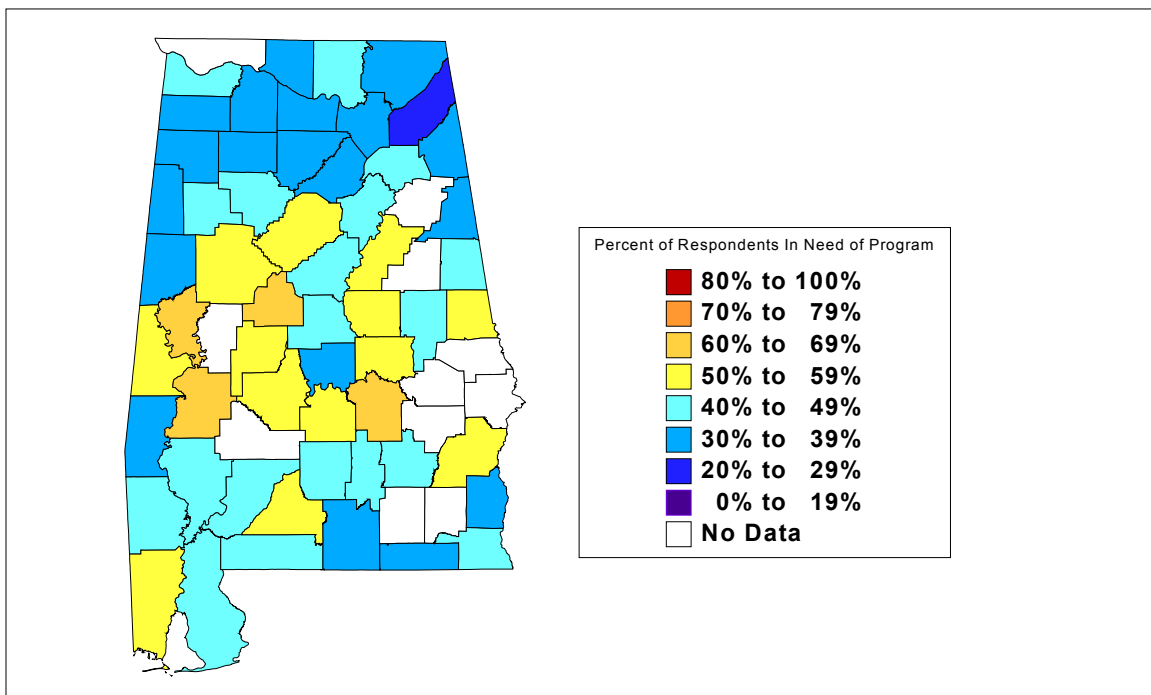 Percent of Respondents In Need of Program
80% to 100%
70% to 79%
60% to 69%
50% to 59%
40% to 49%
30% to 39%
20% to 29%
0% to 19%
No Data